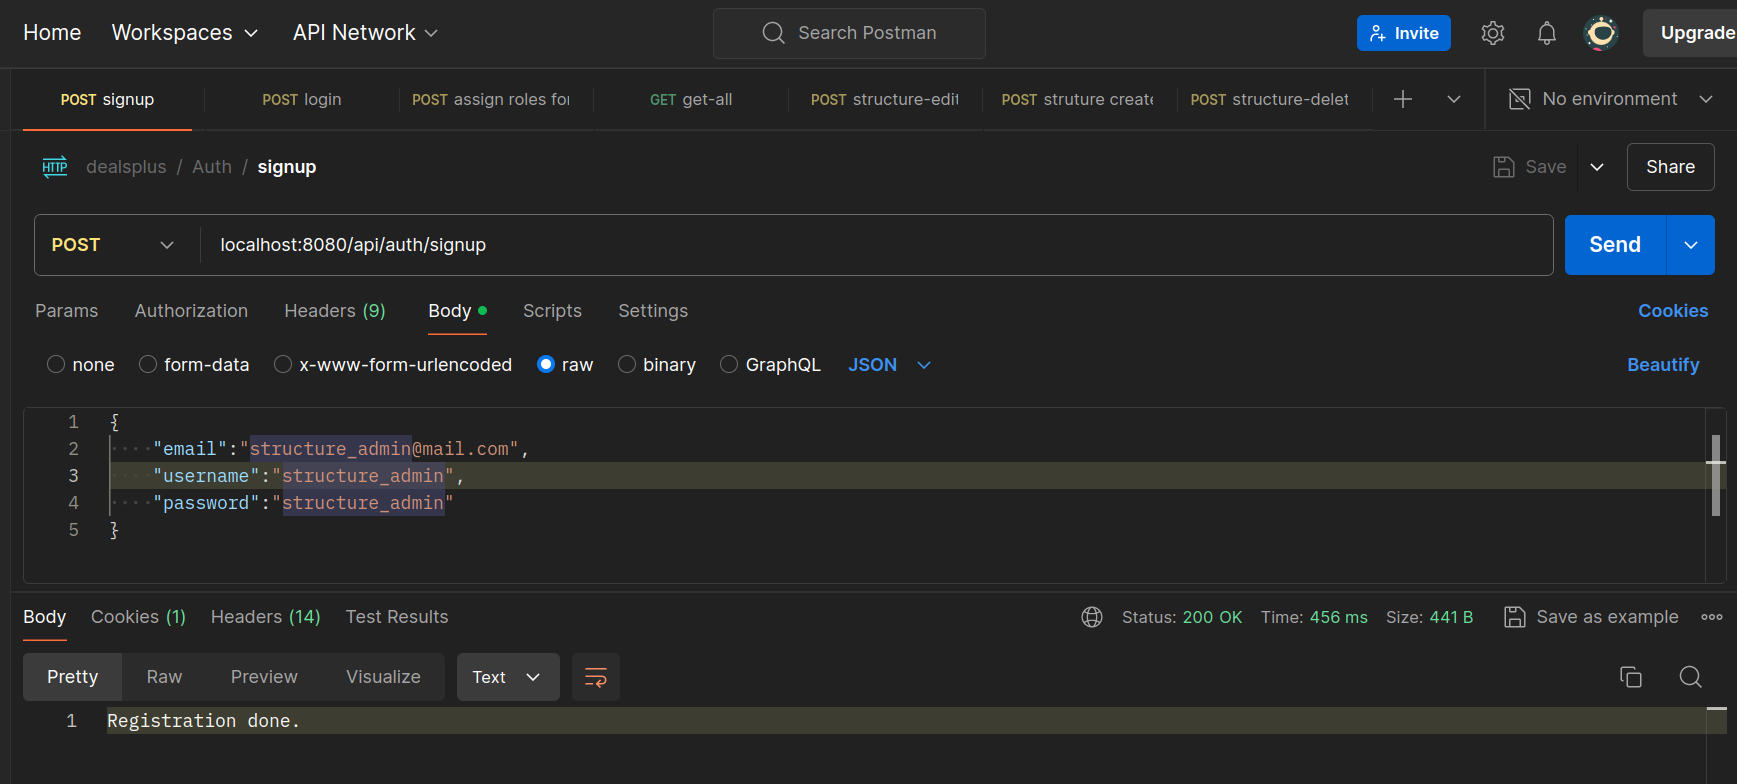 Home Workspaces API Network Search Postman Invite Upgrade
POST signup POST login POST assign roles for GET get-all POST structure-edit POST struture create POST structure-delet No environment
HTTP dealsplus / Auth / signup Save Share
POST localhost:8080/api/auth/signup Send
Params Authorization Headers (9) Body Scripts Settings Cookies
none form-data x-www-form-urlencoded raw binary GraphQL JSON Beautify
1 {
2 "email":"structure_admin@mail.com",
3 "username":"structure_admin",
4 "password":"structure_admin"
5 }
Body Cookies (1) Headers (14) Test Results Status: 200 OK Time: 456 ms Size: 441 B Save as example
Pretty Raw Preview Visualize Text
1 Registration done.